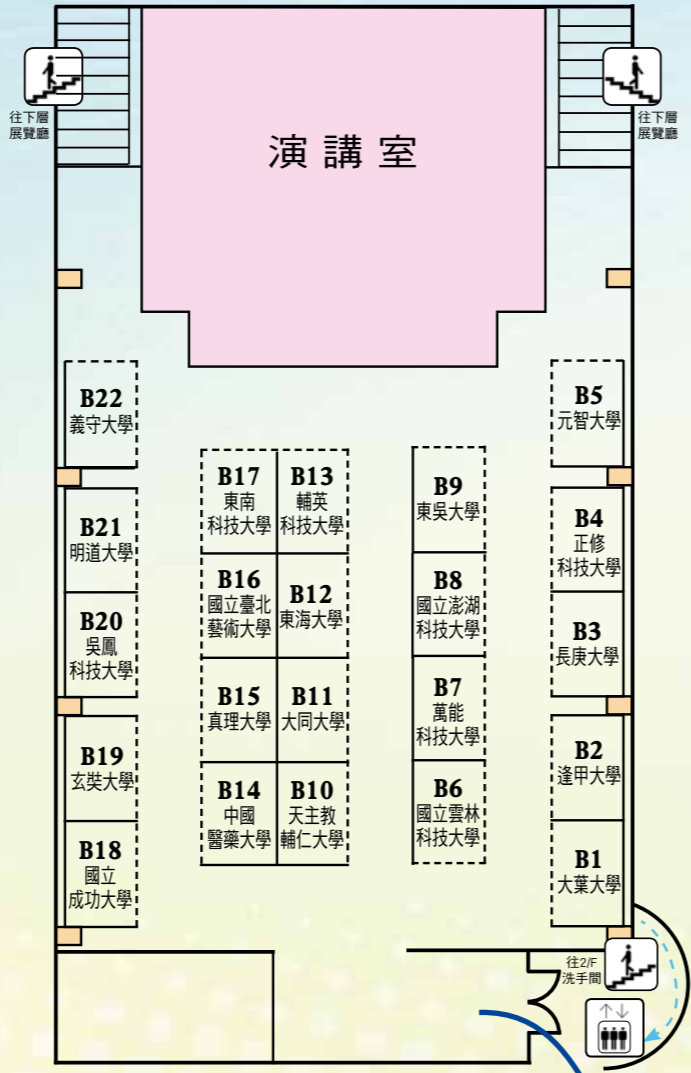 往下層
展覽廳
往下層
展覽廳
演講室
B22
義守大學
B5
元智大學
B17
東南
科技大學
B13
輔英
科技大學
B9
東吳大學
B21
明道大學
B4
正修
科技大學
B16
國立臺北
藝術大學
B12
東海大學
B8
國立澎湖
科技大學
B20
吳鳳
科技大學
B3
長庚大學
B15
真理大學
B11
大同大學
B7
萬能
科技大學
B19
玄奘大學
B2
逢甲大學
B14
中國
醫藥大學
B10
天主教
輔仁大學
B6
國立雲林
科技大學
B18
國立
成功大學
B1
大葉大學
往2/F
洗手間